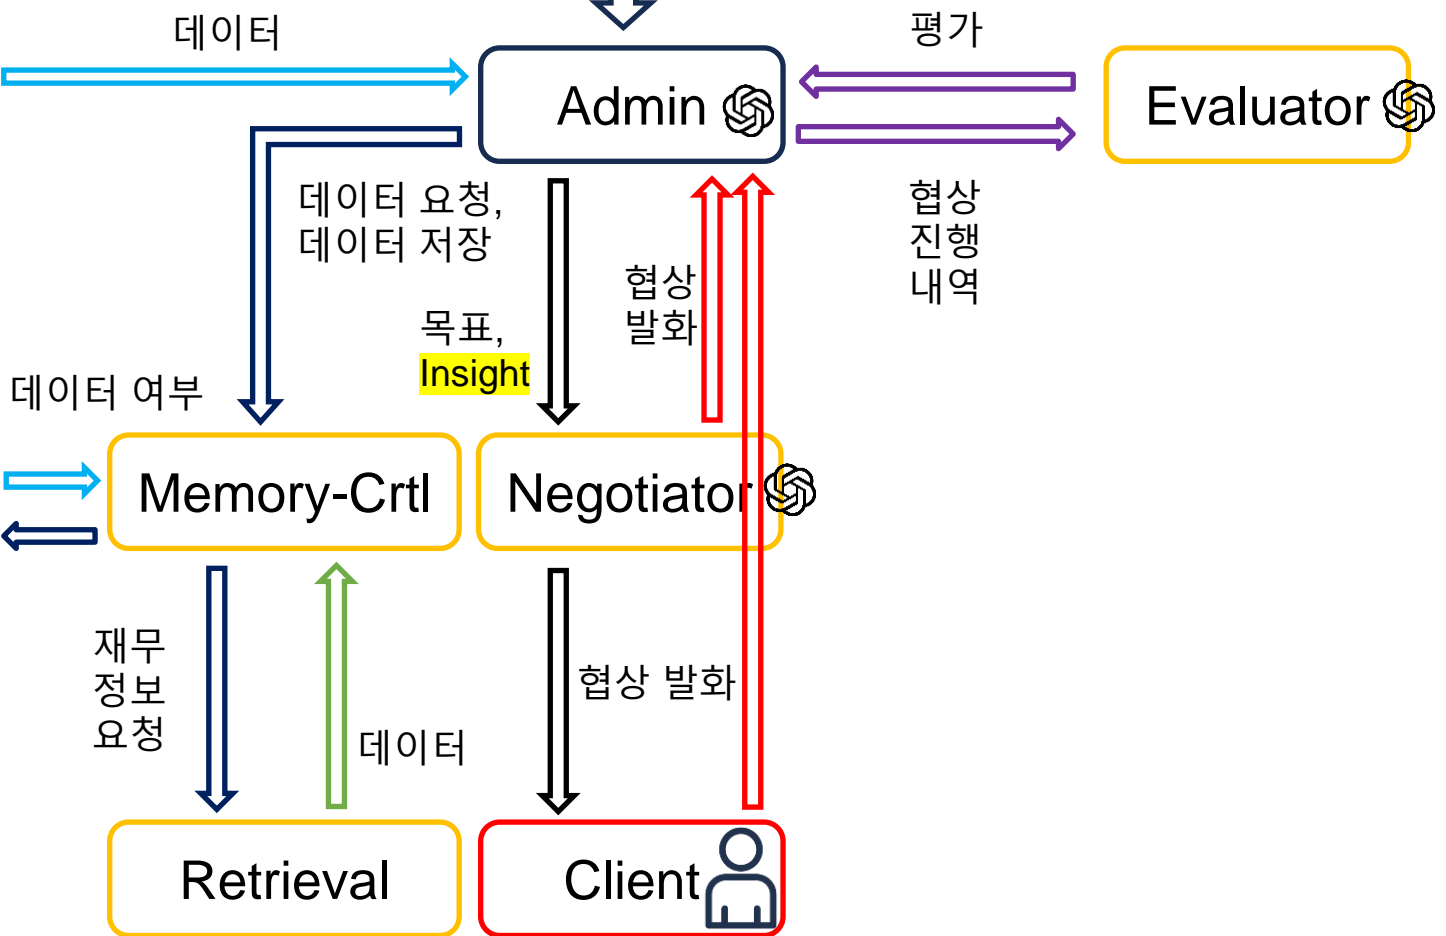 데이터
평가
Admin
Evaluator
데이터 요청,
데이터 저장
협상
진행
내역
협상
발화
목표,
Insight
데이터 여부
Memory-Crtl
Negotiator
재무
정보
요청
협상 발화
데이터
Retrieval
Client